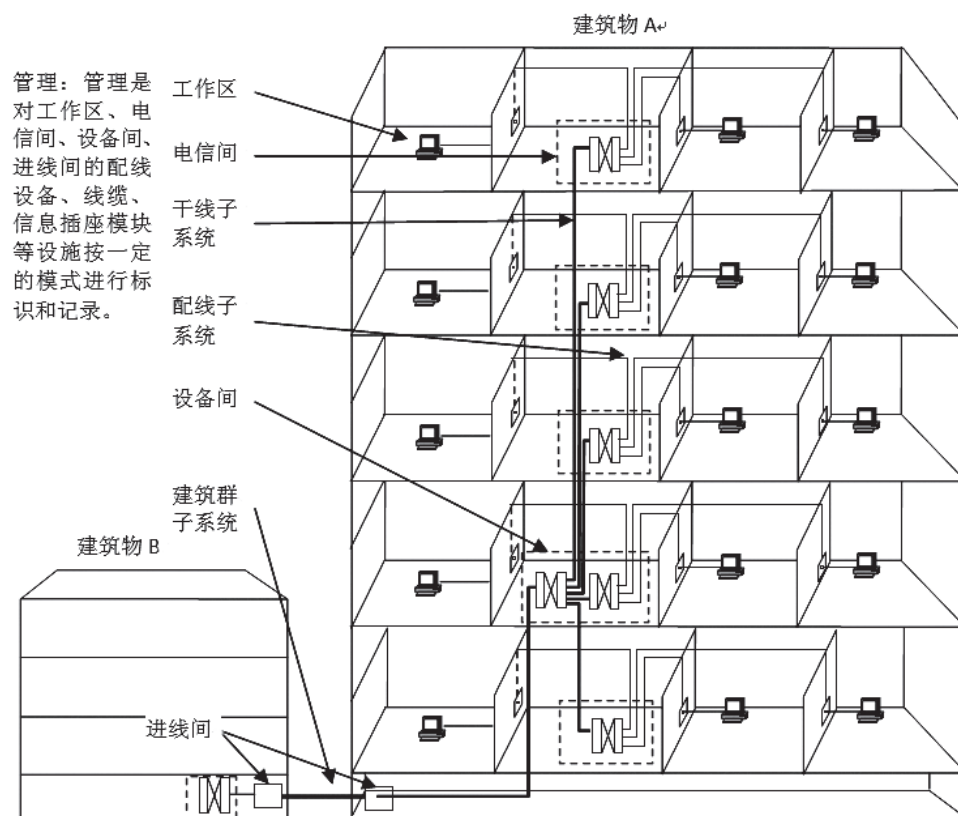 建筑物 A↵
管理：管理是
对工作区、电
信间、设备间、
进线间的配线
设备、线缆、
信息插座模块
等设施按一定
的模式进行标
识和记录。
工作区
电信间
干线子
系统
配线子
系统
设备间
建筑群
子系统
建筑物 B
进线间